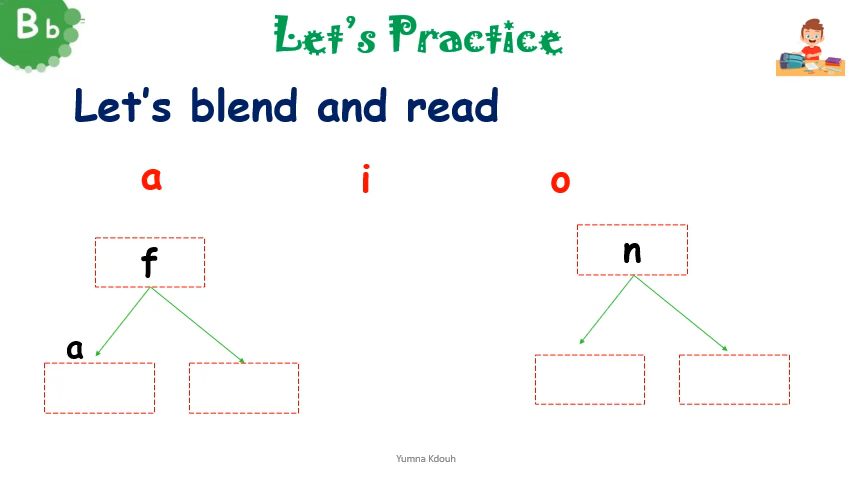 Bb
Let's Practice
Let's blend and read
a i o
f n
a
Yumna Kdouh